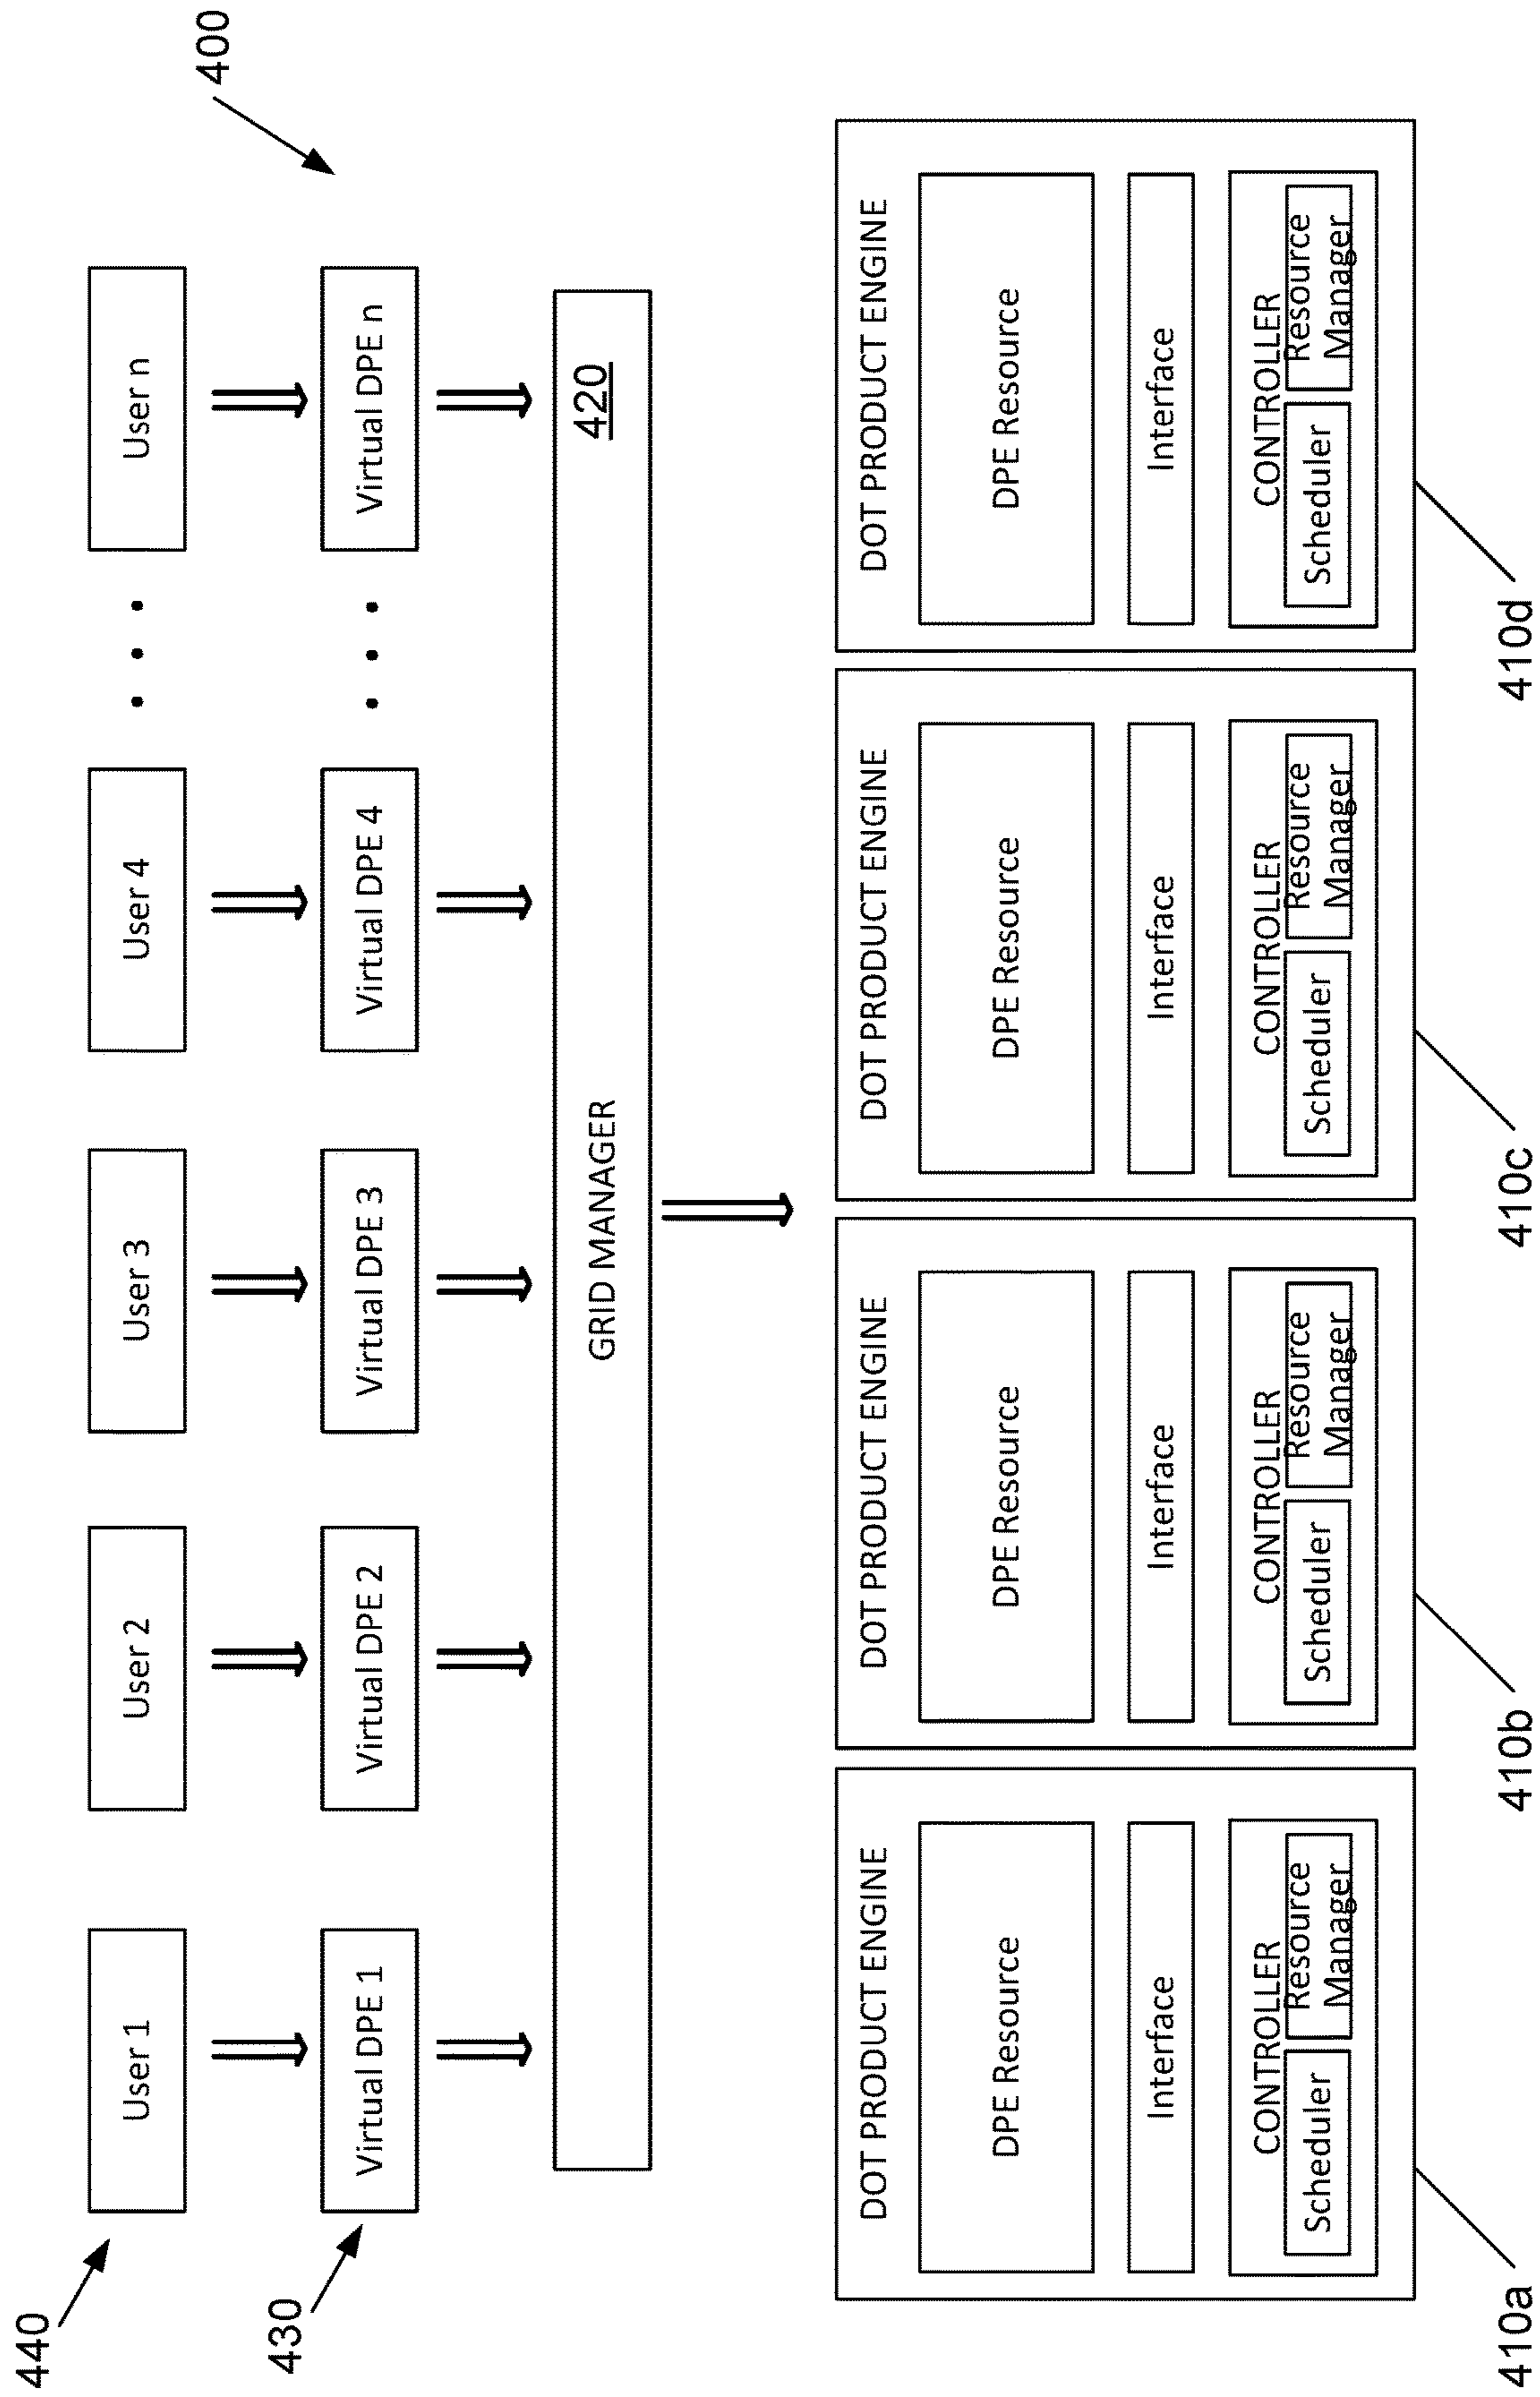 400
440
User 1
User 2
User 3
User 4
• • •
User n
430
Virtual DPE 1
Virtual DPE 2
Virtual DPE 3
Virtual DPE 4
• • •
Virtual DPE n
GRID MANAGER
420
DOT PRODUCT ENGINE
DPE Resource
Interface
CONTROLLER
Scheduler
Resource
Manager
410a
DOT PRODUCT ENGINE
DPE Resource
Interface
CONTROLLER
Scheduler
Resource
Manager
410b
DOT PRODUCT ENGINE
DPE Resource
Interface
CONTROLLER
Scheduler
Resource
Manager
410c
DOT PRODUCT ENGINE
DPE Resource
Interface
CONTROLLER
Scheduler
Resource
Manager
410d